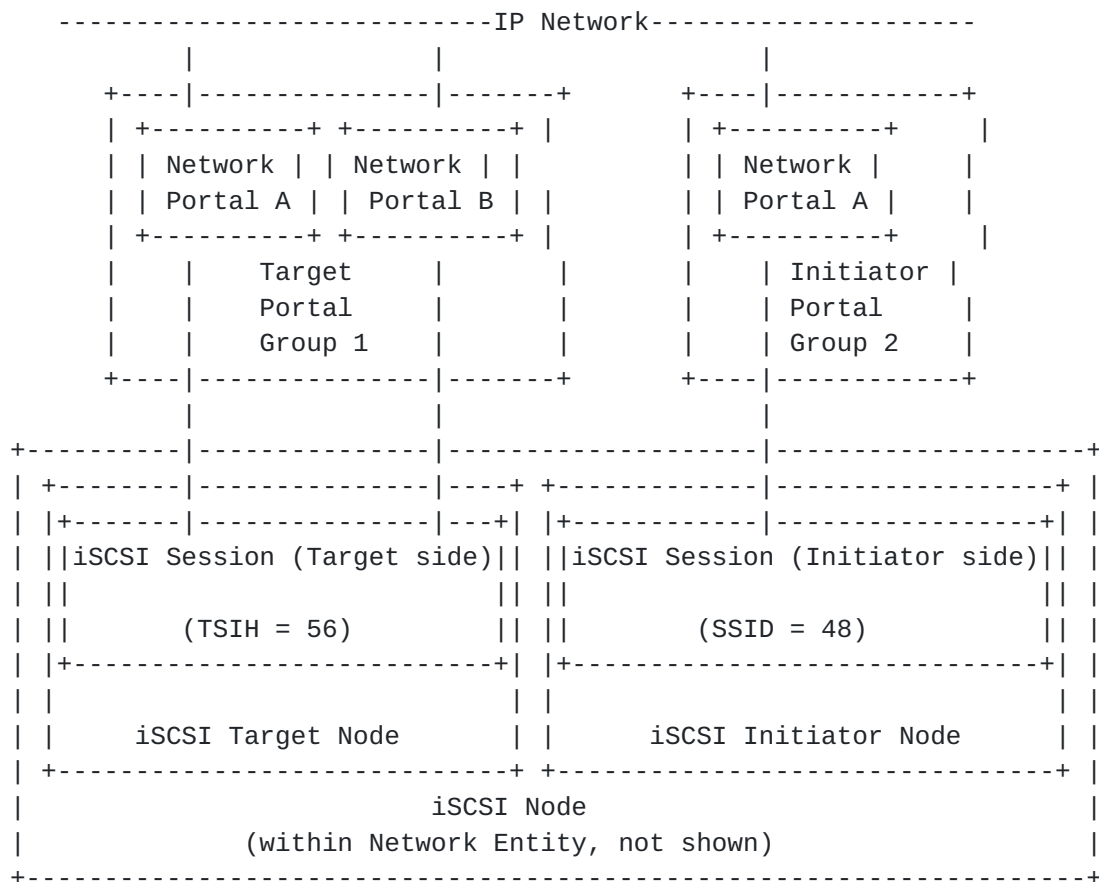 IP Network
Network Network Network
Portal A Portal B Portal A
Target Initiator
Portal Portal
Group 1 Group 2
iSCSI Session (Target side) iSCSI Session (Initiator side)
(TSIH = 56) (SSID = 48)
iSCSI Target Node iSCSI Initiator Node
iSCSI Node
(within Network Entity, not shown)